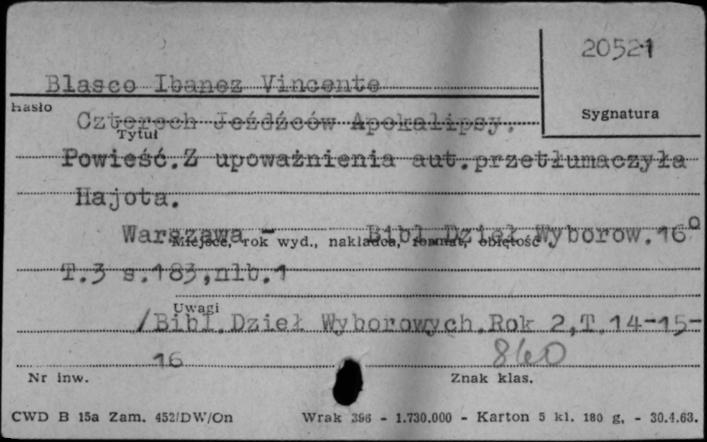 20521
Blasco Ibanez Vincente
Hasło
Sygnatura
Czterech Jeźdźców Apokalipsy.
Tytuł
Powieść.Z upoważnienia aut.przetłumaczyła
Hajota.
Warszawa - Bibl.Dzieł Wyborow.16°
Miejsce, rok wyd., nakładca, format, objętość
T.3 s.183,nlb.1
Uwagi
/Bibl.Dzieł Wyborowych.Rok 2,T.14-15-
16 840
Nr inw. Znak klas.
CWD B 15a Zam. 452/DW/On Wrak 396 - 1.730.000 - Karton 5 kl. 180 g. - 30.4.63.